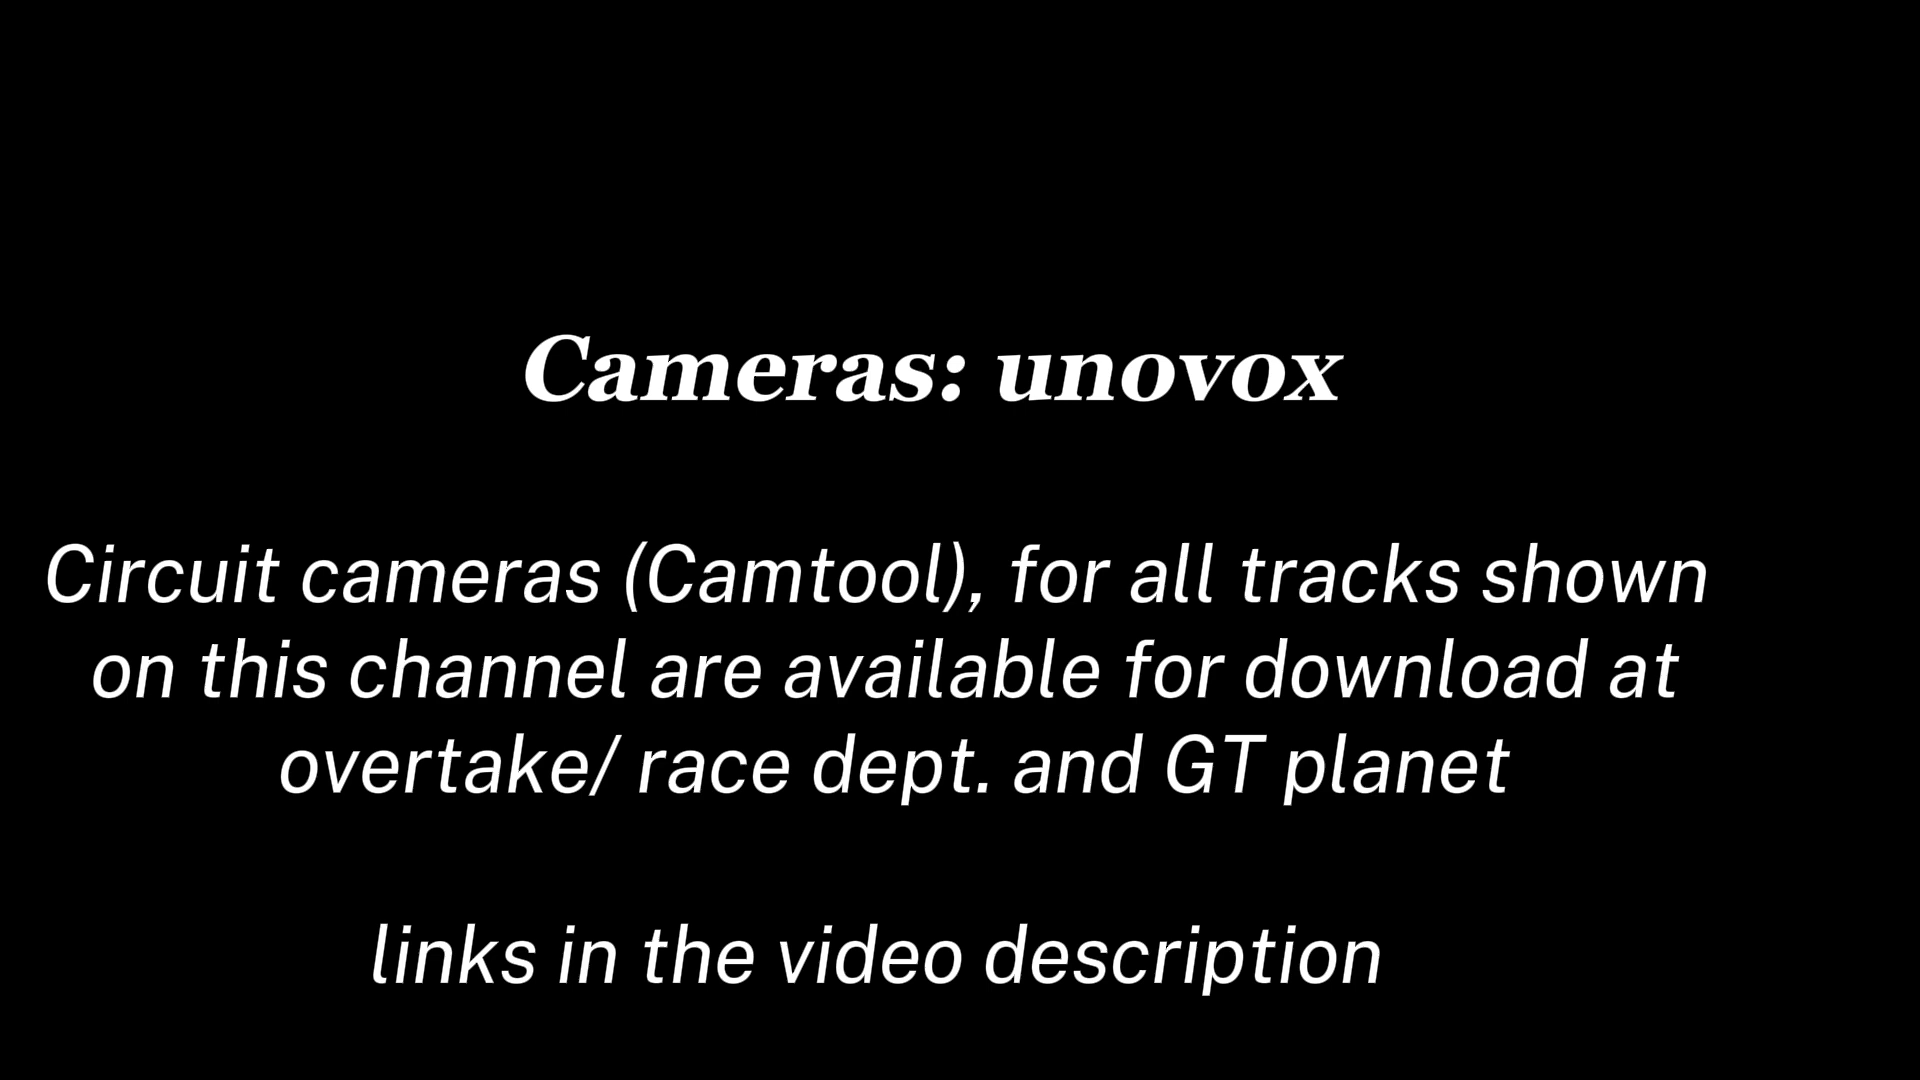 Cameras: unovox
Circuit cameras (Camtool), for all tracks shown
on this channel are available for download at
overtake/ race dept. and GT planet
links in the video description